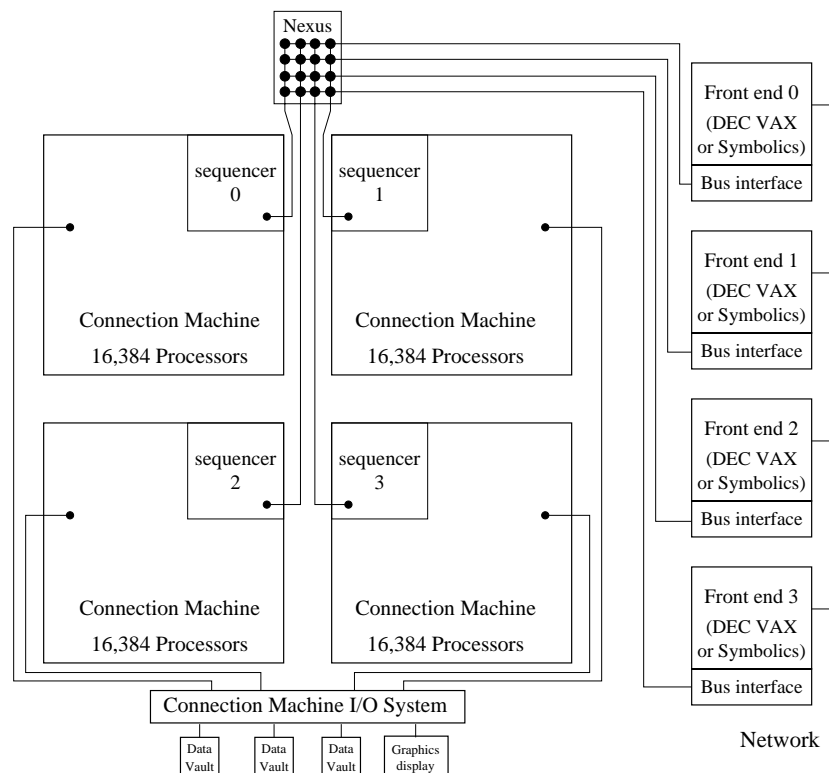 Nexus
Front end 0
(DEC VAX
or Symbolics)
Bus interface
sequencer
0
sequencer
1
Connection Machine
16,384 Processors
Connection Machine
16,384 Processors
Front end 1
(DEC VAX
or Symbolics)
Bus interface
sequencer
2
sequencer
3
Connection Machine
16,384 Processors
Connection Machine
16,384 Processors
Front end 2
(DEC VAX
or Symbolics)
Bus interface
Front end 3
(DEC VAX
or Symbolics)
Bus interface
Connection Machine I/O System
Data
Vault
Data
Vault
Data
Vault
Graphics
display
Network